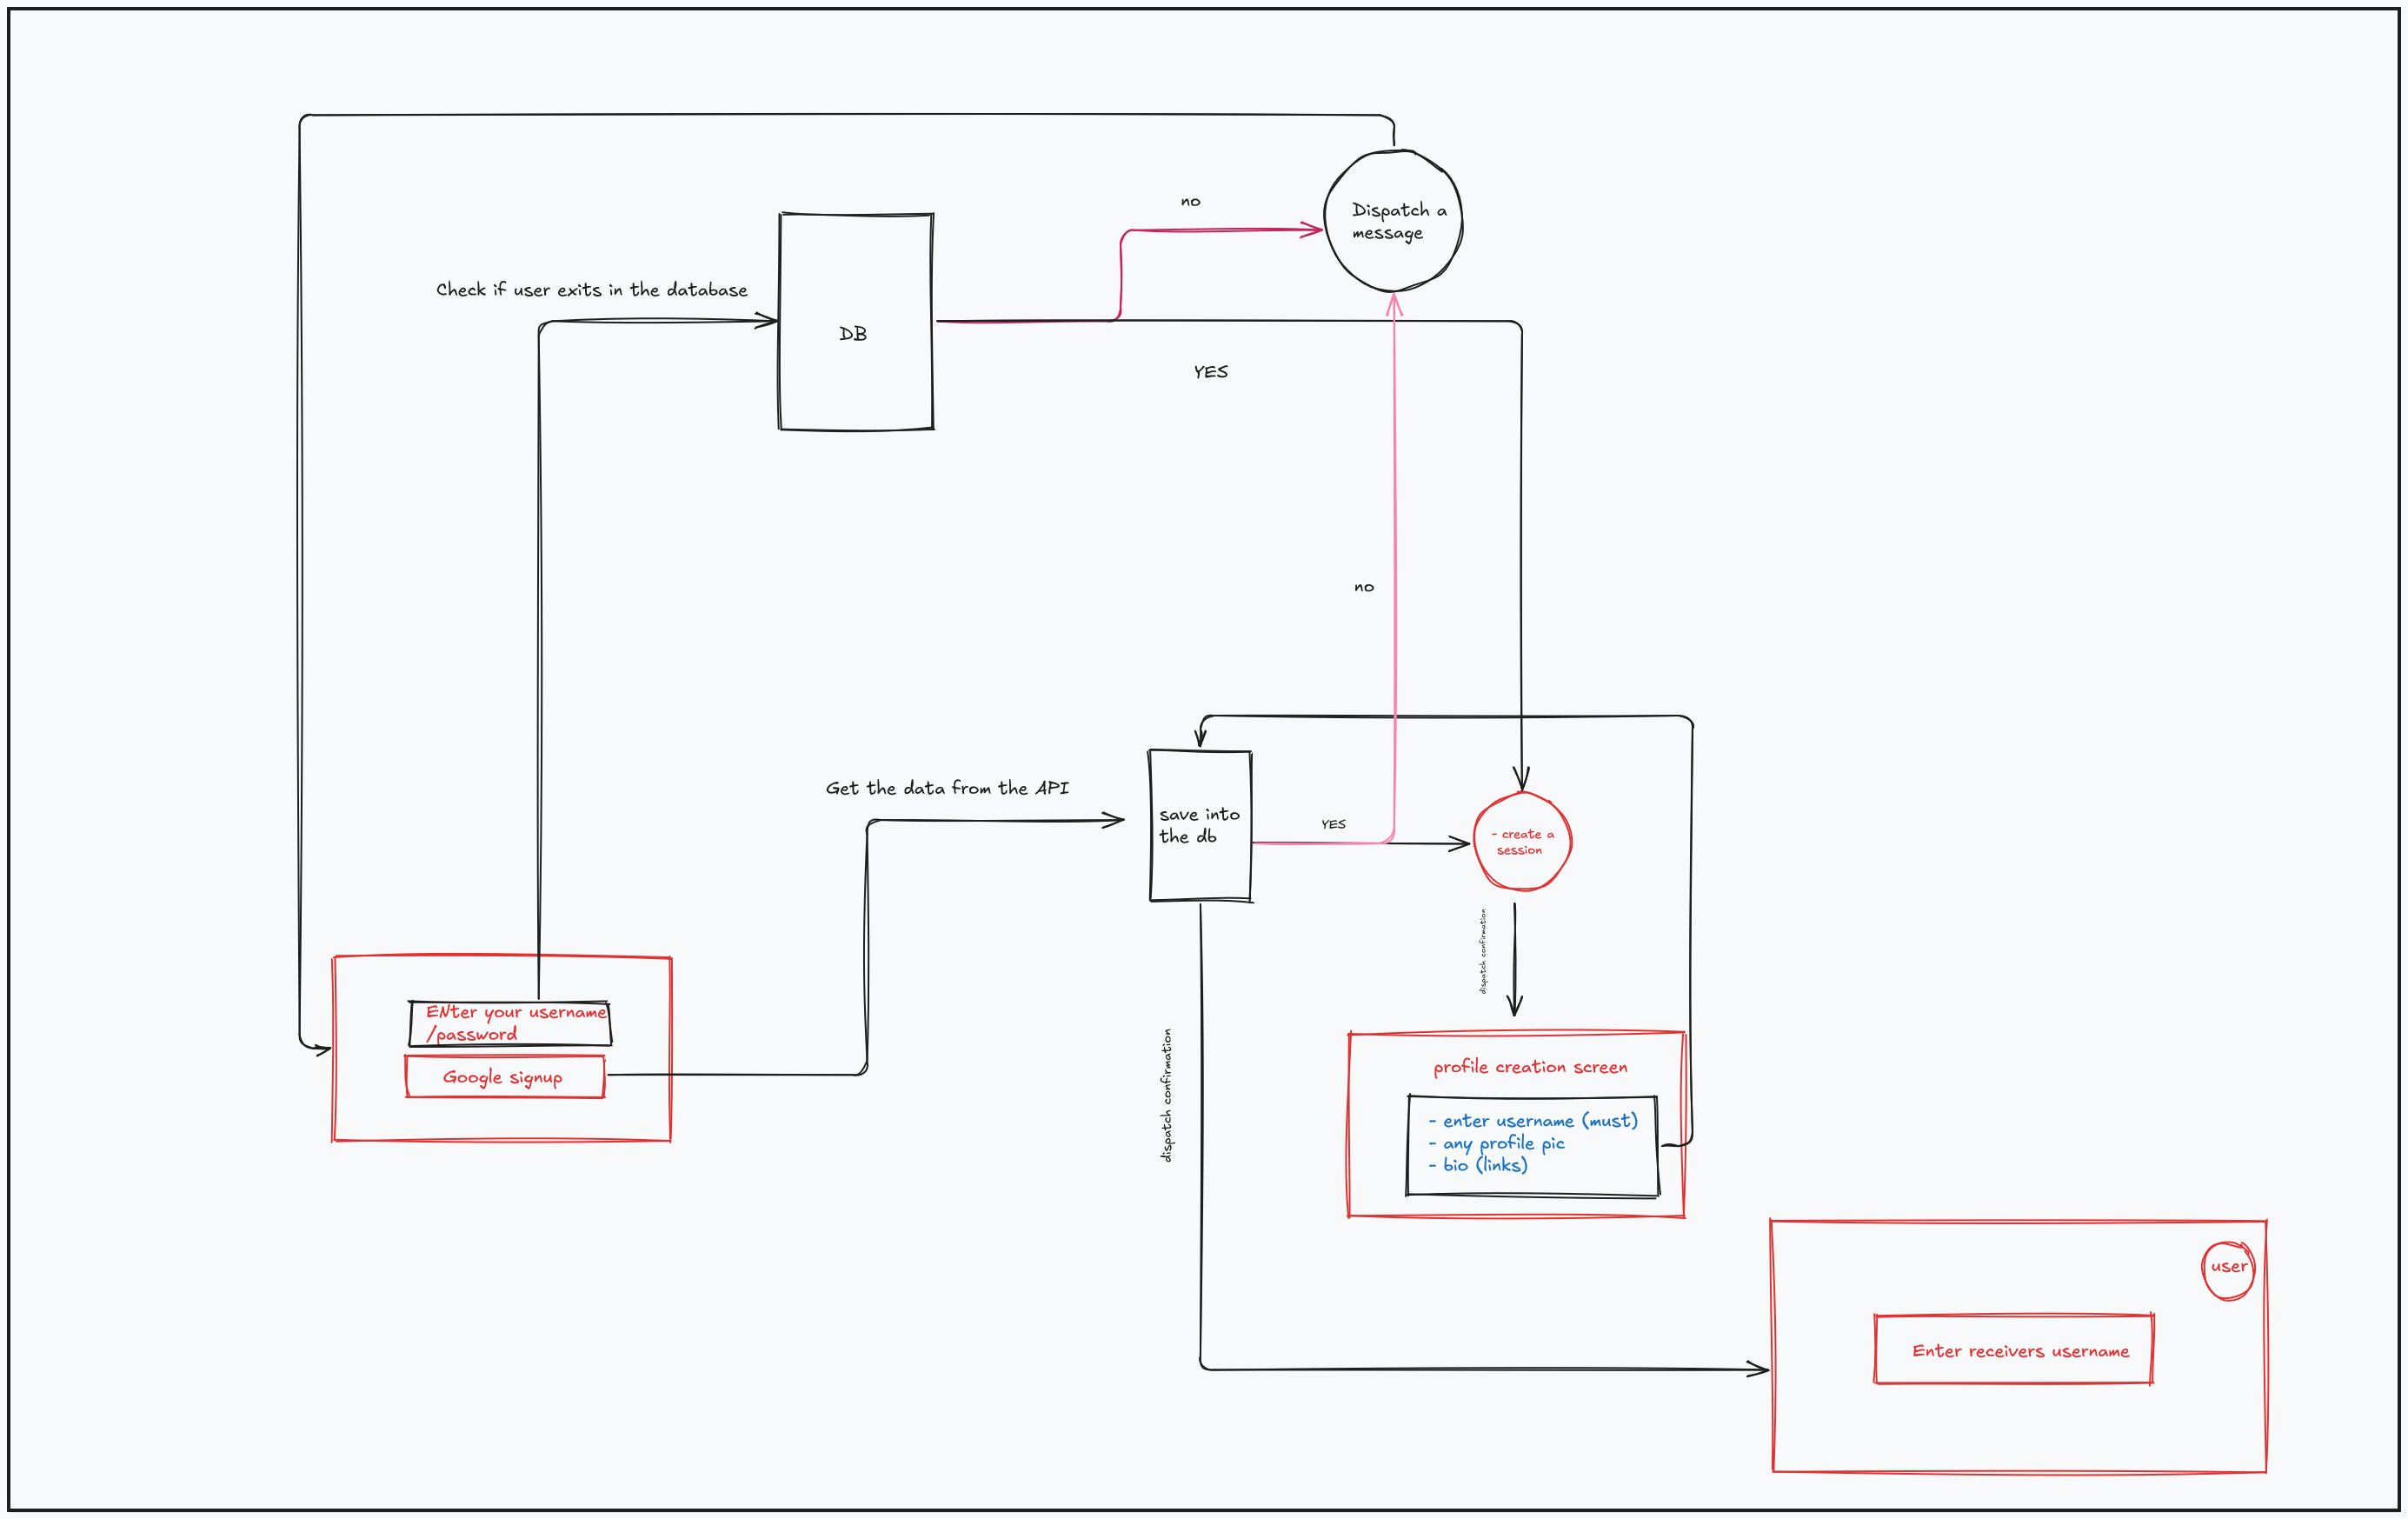 no
Dispatch a
message
Check if user exits in the database
DB
YES
no
Get the data from the API
save into
the db
YES
- create a
session
dispatch confirmation
ENter your username
/password
Google signup
dispatch confirmation
profile creation screen
- enter username (must)
- any profile pic
- bio (links)
user
Enter receivers username